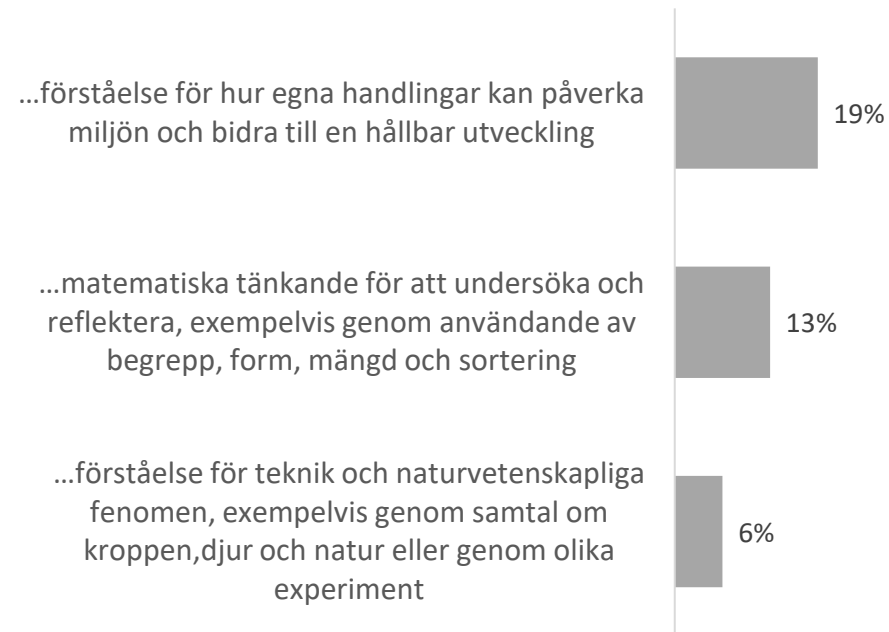 ...förståelse för hur egna handlingar kan påverka
miljön och bidra till en hållbar utveckling
19%
...matematiska tänkande för att undersöka och
reflektera, exempelvis genom användande av
begrepp, form, mängd och sortering
13%
...förståelse för teknik och naturvetenskapliga
fenomen, exempelvis genom samtal om
kroppen,djur och natur eller genom olika
experiment
6%